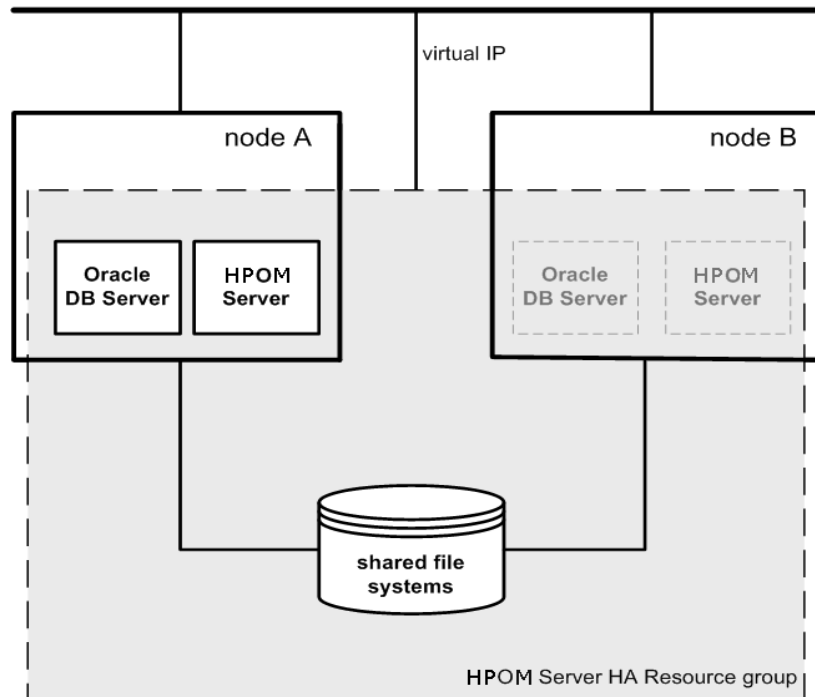 virtual IP
node A
node B
Oracle
DB Server
HPOM
Server
Oracle
DB Server
HPOM
Server
shared file
systems
HPOM Server HA Resource group